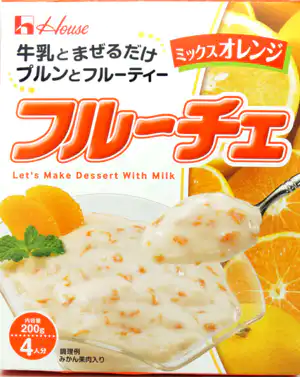 House
牛乳とまぜるだけ
プルンとフルーティー
ミックスオレンジ
フルーチェ
Let's Make Dessert With Milk
内容量
200g
4人分
調理例
みかん果肉入り